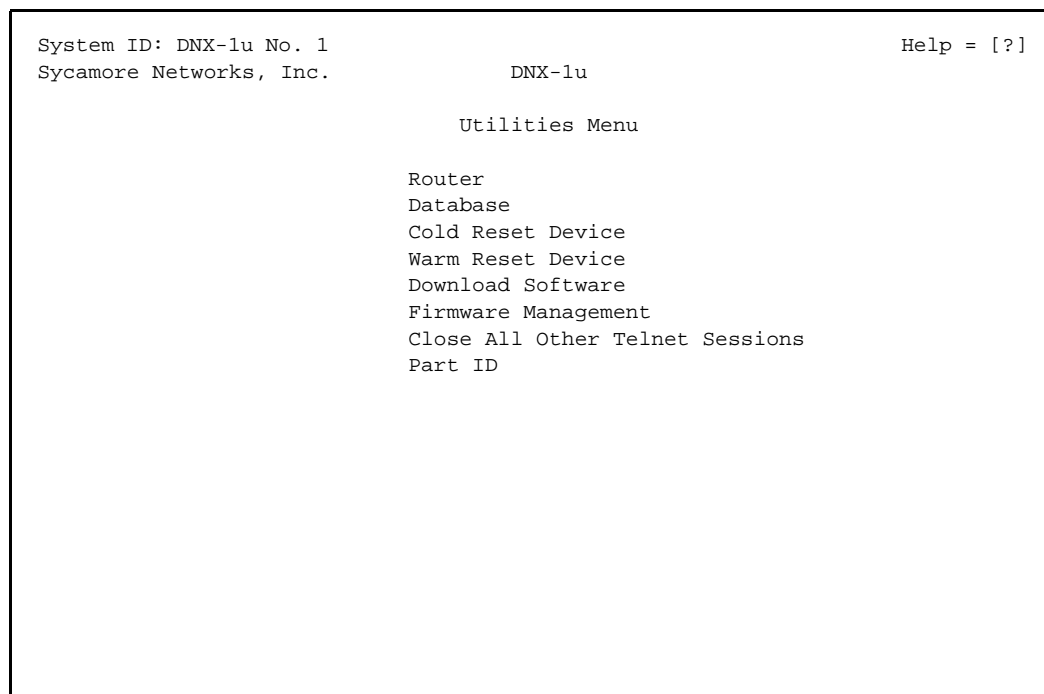 System ID: DNX-1u No. 1 Help = [?]
Sycamore Networks, Inc. DNX-1u
Utilities Menu
Router
Database
Cold Reset Device
Warm Reset Device
Download Software
Firmware Management
Close All Other Telnet Sessions
Part ID